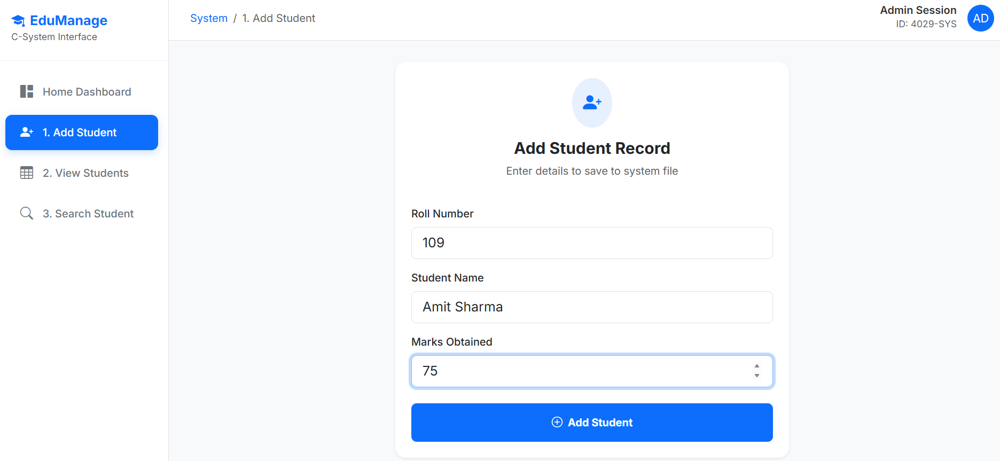 EduManage
C-System Interface
Home Dashboard
1. Add Student
2. View Students
3. Search Student
System / 1. Add Student
Admin Session
ID: 4029-SYS
AD
Add Student Record
Enter details to save to system file
Roll Number
109
Student Name
Amit Sharma
Marks Obtained
75
Add Student